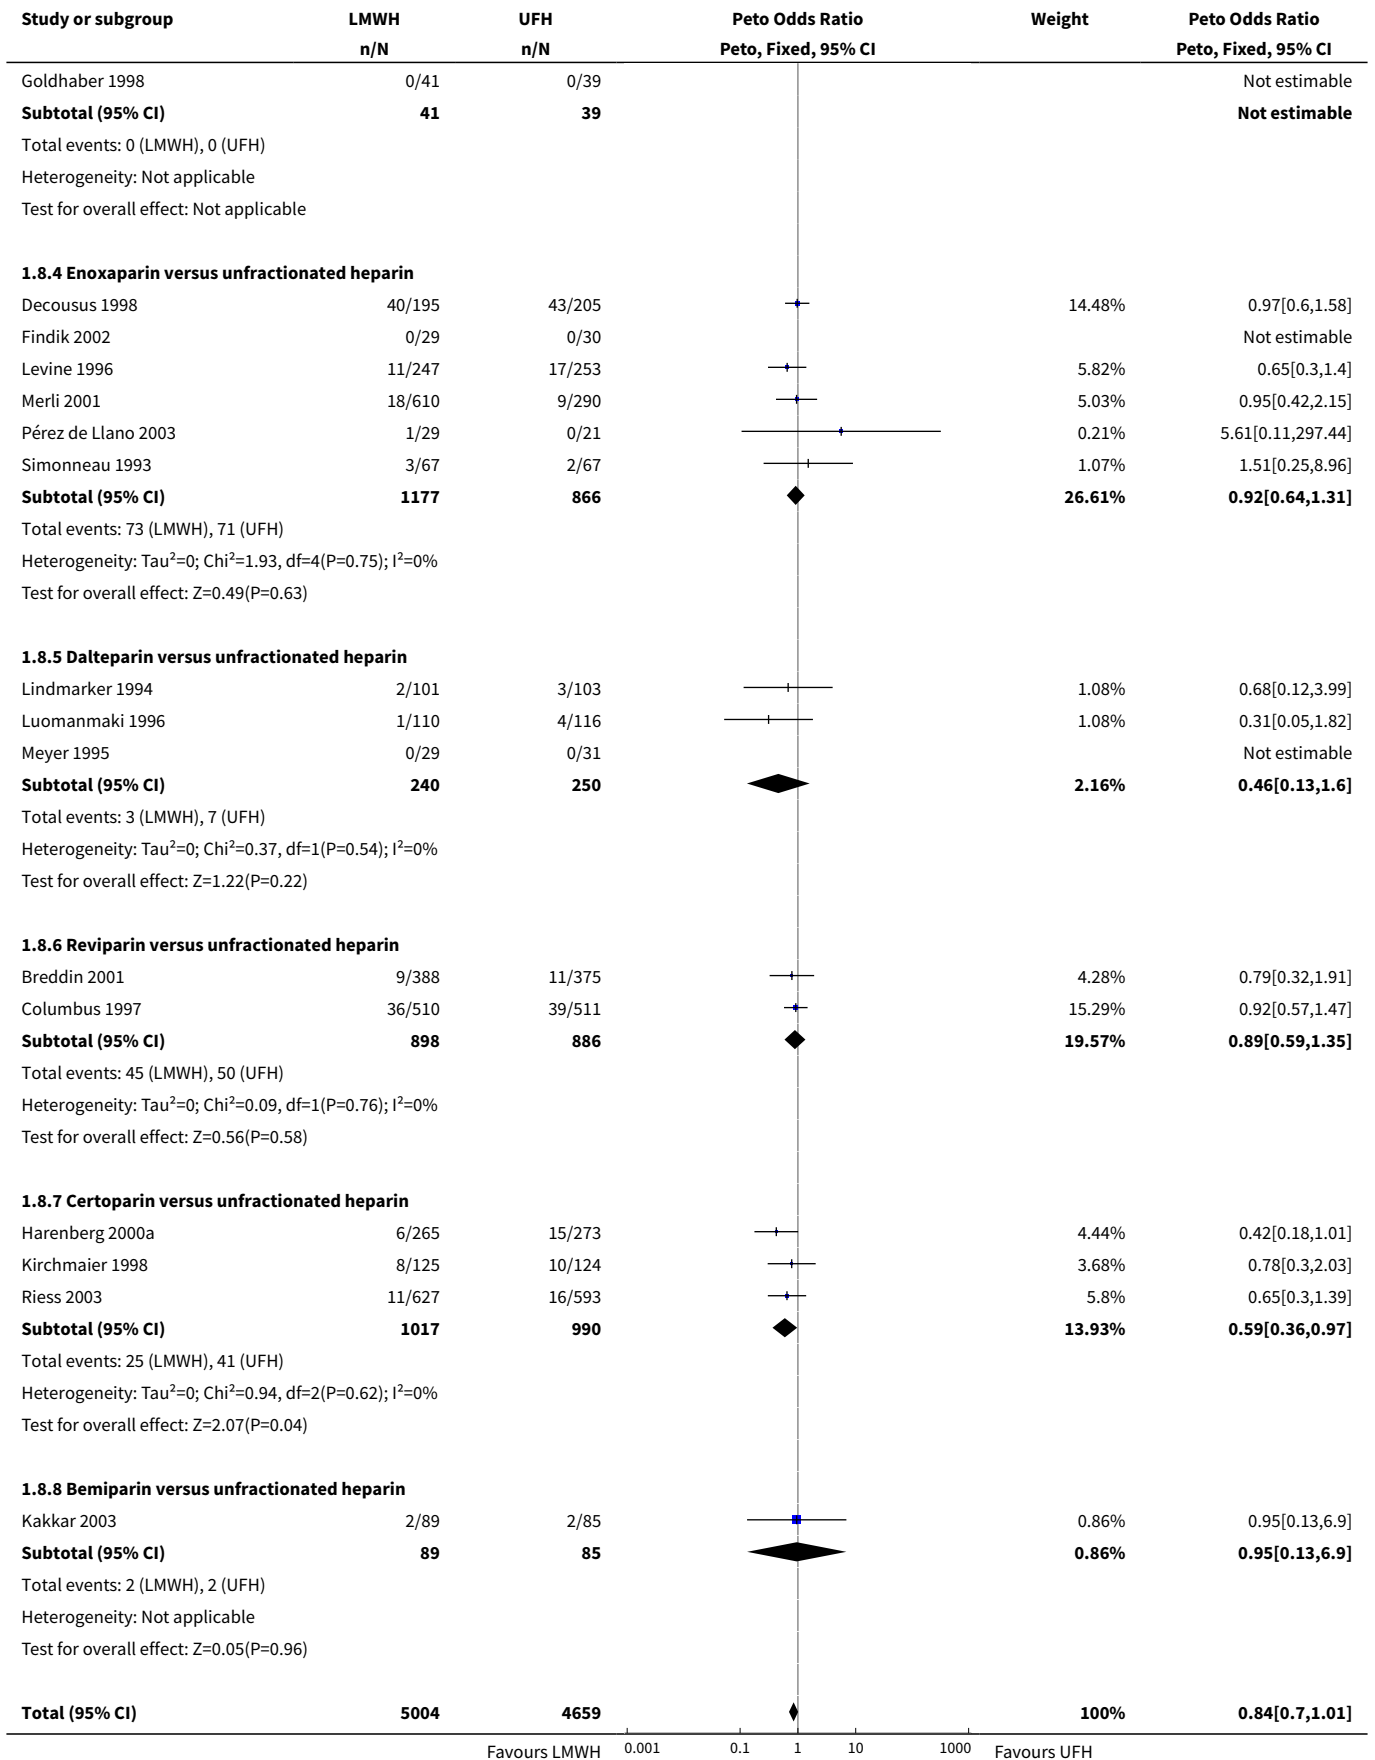 Study or subgroup LMWH UFH Peto Odds Ratio Weight Peto Odds Ratio
n/N n/N Peto, Fixed, 95% CI Peto, Fixed, 95% CI
Goldhaber 1998 0/41 0/39 Not estimable
Subtotal (95% CI) 41 39 Not estimable
Total events: 0 (LMWH), 0 (UFH)
Heterogeneity: Not applicable
Test for overall effect: Not applicable
1.8.4 Enoxaparin versus unfractionated heparin
Decousus 1998 40/195 43/205 14.48% 0.97[0.6,1.58]
Findik 2002 0/29 0/30 Not estimable
Levine 1996 11/247 17/253 5.82% 0.65[0.3,1.4]
Merli 2001 18/610 9/290 5.03% 0.95[0.42,2.15]
Pérez de Llano 2003 1/29 0/21 0.21% 5.61[0.11,297.44]
Simonneau 1993 3/67 2/67 1.07% 1.51[0.25,8.96]
Subtotal (95% CI) 1177 866 26.61% 0.92[0.64,1.31]
Total events: 73 (LMWH), 71 (UFH)
Heterogeneity: Tau²=0; Chi²=1.93, df=4(P=0.75); I²=0%
Test for overall effect: Z=0.49(P=0.63)
1.8.5 Dalteparin versus unfractionated heparin
Lindmarker 1994 2/101 3/103 1.08% 0.68[0.12,3.99]
Luomanmaki 1996 1/110 4/116 1.08% 0.31[0.05,1.82]
Meyer 1995 0/29 0/31 Not estimable
Subtotal (95% CI) 240 250 2.16% 0.46[0.13,1.6]
Total events: 3 (LMWH), 7 (UFH)
Heterogeneity: Tau²=0; Chi²=0.37, df=1(P=0.54); I²=0%
Test for overall effect: Z=1.22(P=0.22)
1.8.6 Reviparin versus unfractionated heparin
Breddin 2001 9/388 11/375 4.28% 0.79[0.32,1.91]
Columbus 1997 36/510 39/511 15.29% 0.92[0.57,1.47]
Subtotal (95% CI) 898 886 19.57% 0.89[0.59,1.35]
Total events: 45 (LMWH), 50 (UFH)
Heterogeneity: Tau²=0; Chi²=0.09, df=1(P=0.76); I²=0%
Test for overall effect: Z=0.56(P=0.58)
1.8.7 Certoparin versus unfractionated heparin
Harenberg 2000a 6/265 15/273 4.44% 0.42[0.18,1.01]
Kirchmaier 1998 8/125 10/124 3.68% 0.78[0.3,2.03]
Riess 2003 11/627 16/593 5.8% 0.65[0.3,1.39]
Subtotal (95% CI) 1017 990 13.93% 0.59[0.36,0.97]
Total events: 25 (LMWH), 41 (UFH)
Heterogeneity: Tau²=0; Chi²=0.94, df=2(P=0.62); I²=0%
Test for overall effect: Z=2.07(P=0.04)
1.8.8 Bemiparin versus unfractionated heparin
Kakkar 2003 2/89 2/85 0.86% 0.95[0.13,6.9]
Subtotal (95% CI) 89 85 0.86% 0.95[0.13,6.9]
Total events: 2 (LMWH), 2 (UFH)
Heterogeneity: Not applicable
Test for overall effect: Z=0.05(P=0.96)
Total (95% CI) 5004 4659 100% 0.84[0.7,1.01]
Favours LMWH 0.001 0.1 1 10 1000 Favours UFH